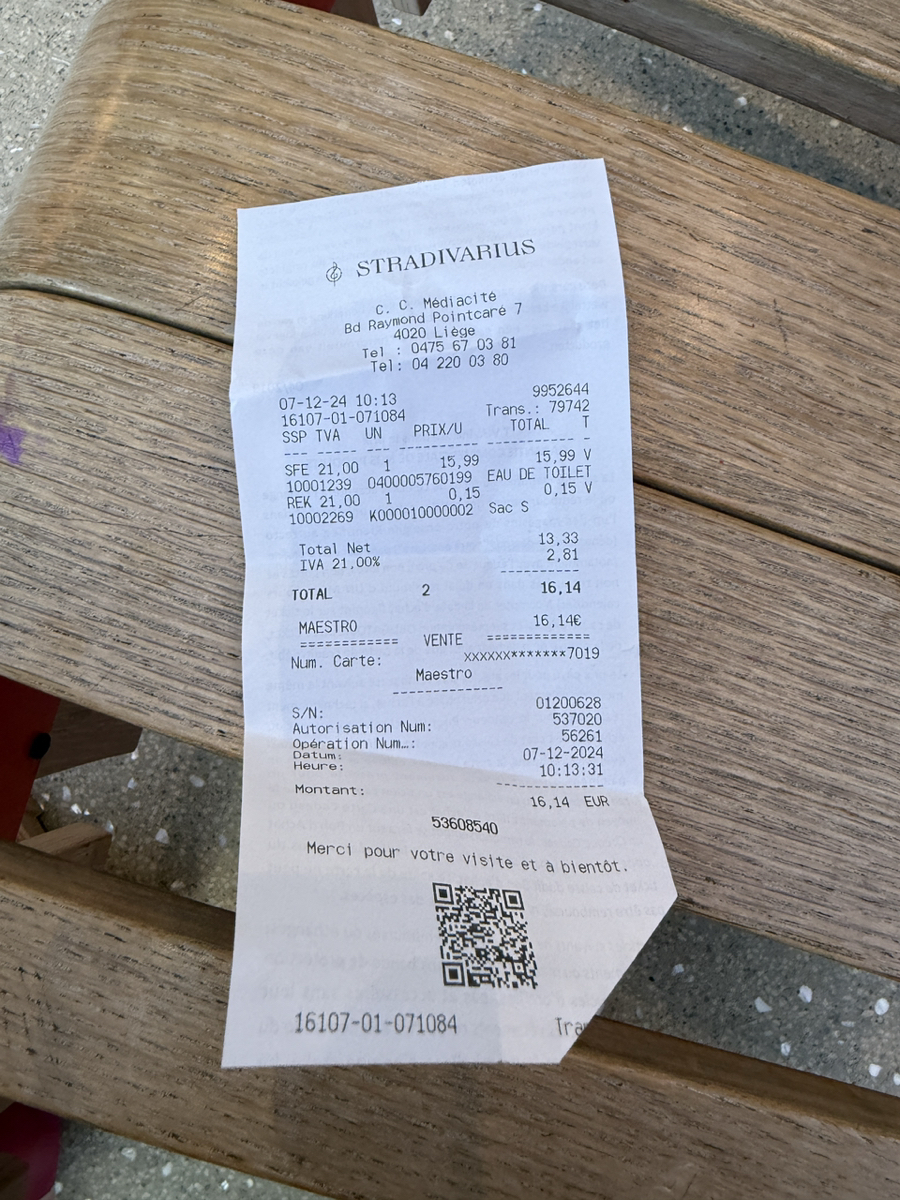 STRADIVARIUS
C. C. Médiacité
Bd Raymond Pointcaré 7
4020 Liège
Tel : 0475 67 03 81
Tel: 04 220 03 80
07-12-24 10:13 9952644
16107-01-071084 Trans.: 79742
SSP TVA UN PRIX/U TOTAL T
--- --- ----- ---------- ---------- -
SFE 21,00 1 15,99 15,99 V
10001239 0400005760199 EAU DE TOILET
REK 21,00 1 0,15 0,15 V
10002269 K000010000002 Sac S
Total Net 13,33
IVA 21,00% 2,81
----------
TOTAL 2 16,14
MAESTRO 16,14€
============ VENTE ============
Num. Carte: XXXXXX*******7019
Maestro
-------------
S/N: 01200628
Autorisation Num: 537020
Opération Num…: 56261
Datum: 07-12-2024
Heure: 10:13:31
-------------
Montant: 16,14 EUR
53608540
Merci pour votre visite et à bientôt.
16107-01-071084 Tra